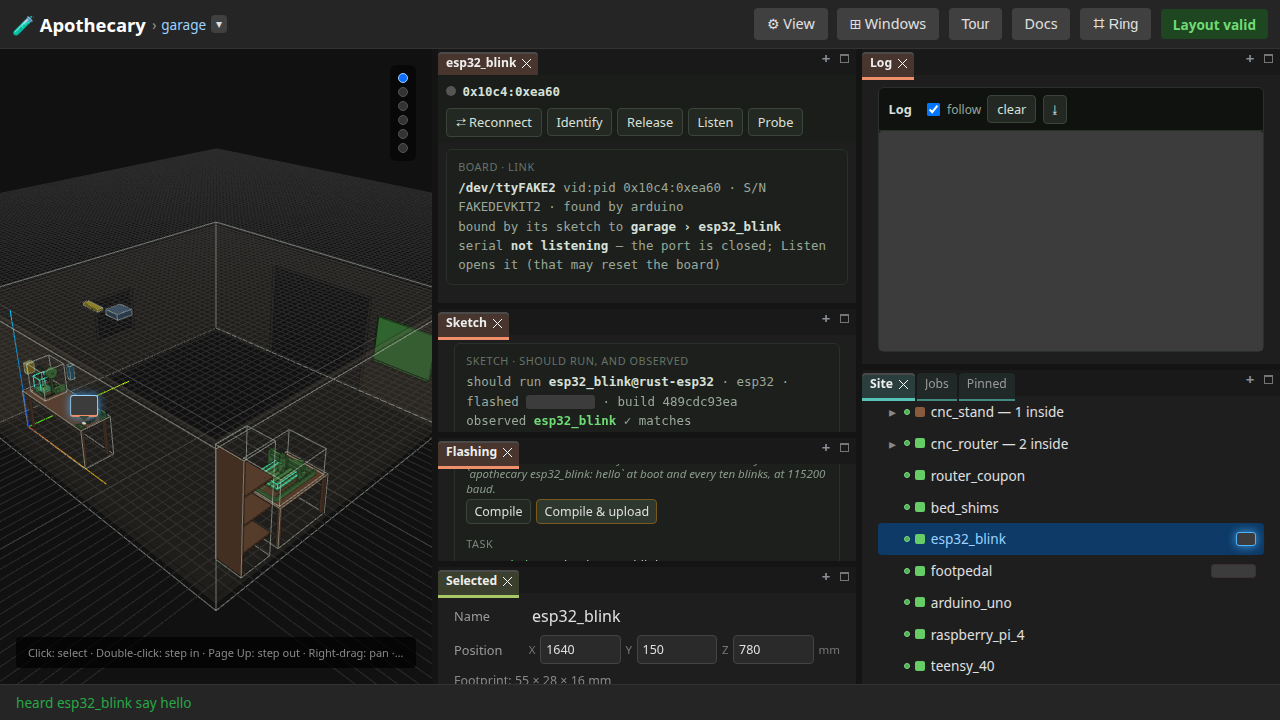 Apothecary › garage ▾
⚙ View
⊞ Windows
Tour
Docs
⌗ Ring
Layout valid
Click: select · Double-click: step in · Page Up: step out · Right-drag: pan ·…
esp32_blink
0x10c4:0xea60
⇄ Reconnect
Identify
Release
Listen
Probe
BOARD · LINK
/dev/ttyFAKE2 vid:pid 0x10c4:0xea60 · S/N
FAKEDEVKIT2 · found by arduino
bound by its sketch to garage › esp32_blink
serial not listening — the port is closed; Listen
opens it (that may reset the board)
Sketch
SKETCH · SHOULD RUN, AND OBSERVED
should run esp32_blink@rust-esp32 · esp32 ·
flashed · build 489cdc93ea
observed esp32_blink ✓ matches
Flashing
apothecary esp32_blink: hello at boot and every ten blinks, at 115200
baud.
Compile
Compile & upload
TASK
Selected
Name esp32_blink
Position X 1640 Y 150 Z 780 mm
Footprint: 55 × 28 × 16 mm
Log
Log follow clear ⤓
Site
Jobs
Pinned
▸ cnc_stand — 1 inside
▸ cnc_router — 2 inside
router_coupon
bed_shims
esp32_blink
footpedal
arduino_uno
raspberry_pi_4
teensy_40
heard esp32_blink say hello